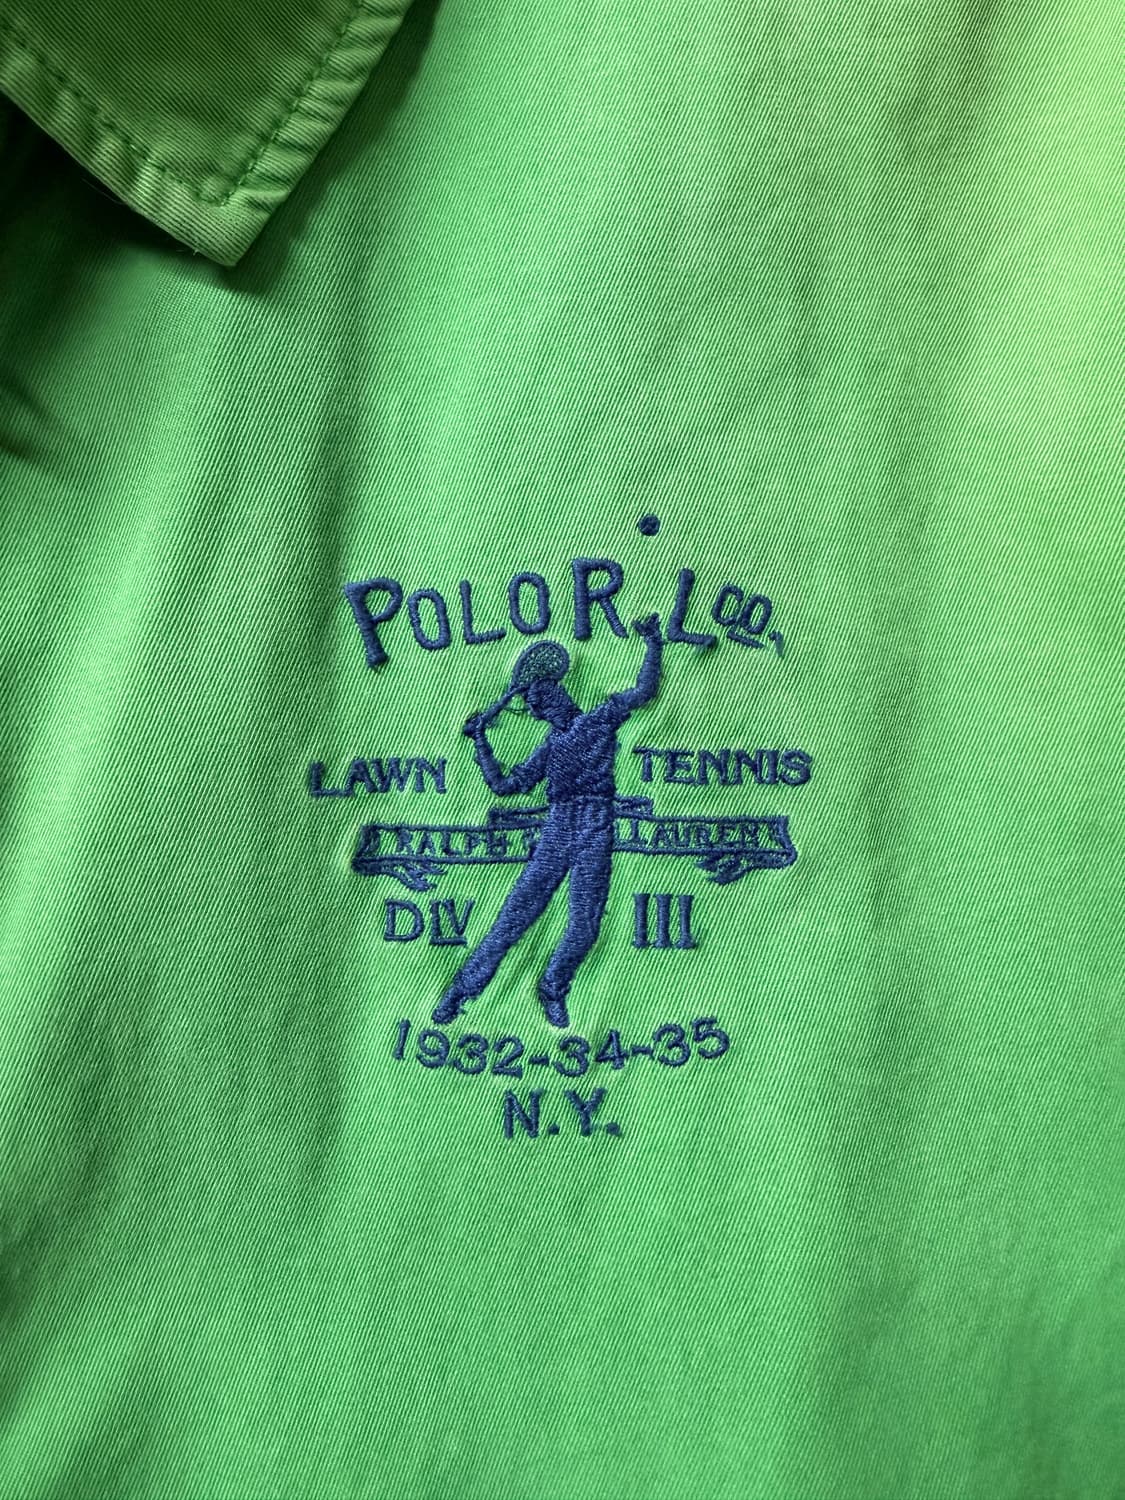 POLO R. L. CO.,
LAWN TENNIS
RALPH LAUREN
DIV III
1932-34-35
N.Y.